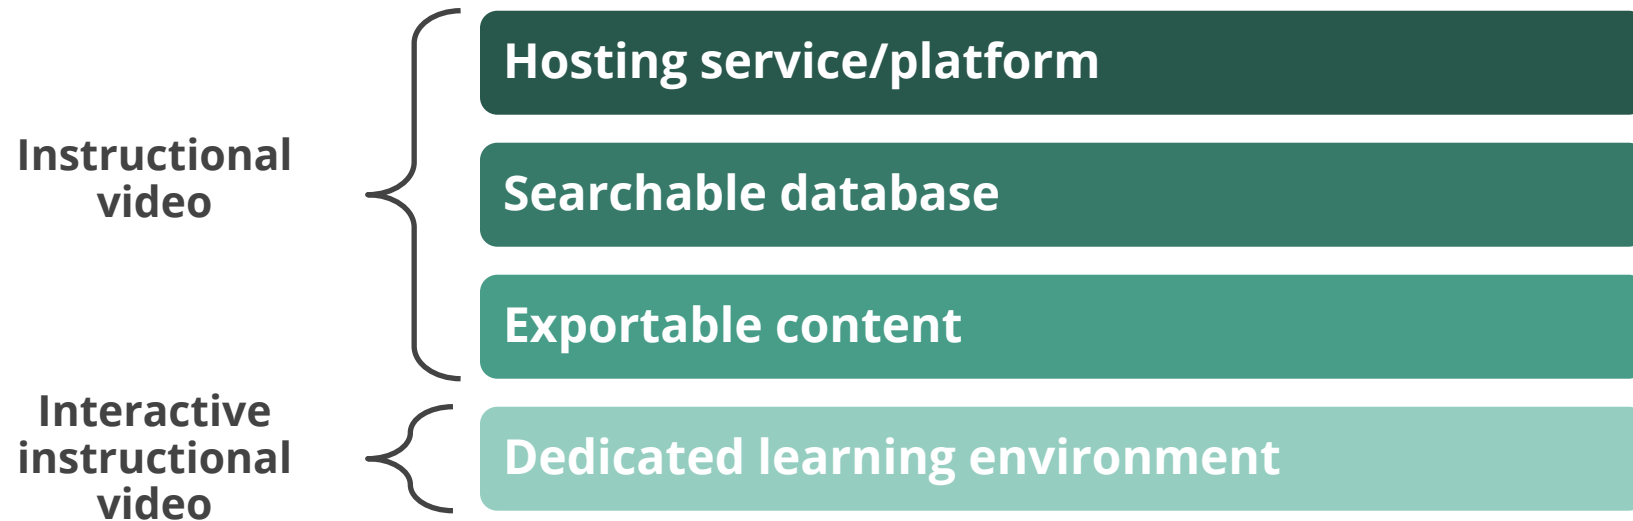 Instructional
video
Hosting service/platform
Searchable database
Exportable content
Interactive
instructional
video
Dedicated learning environment